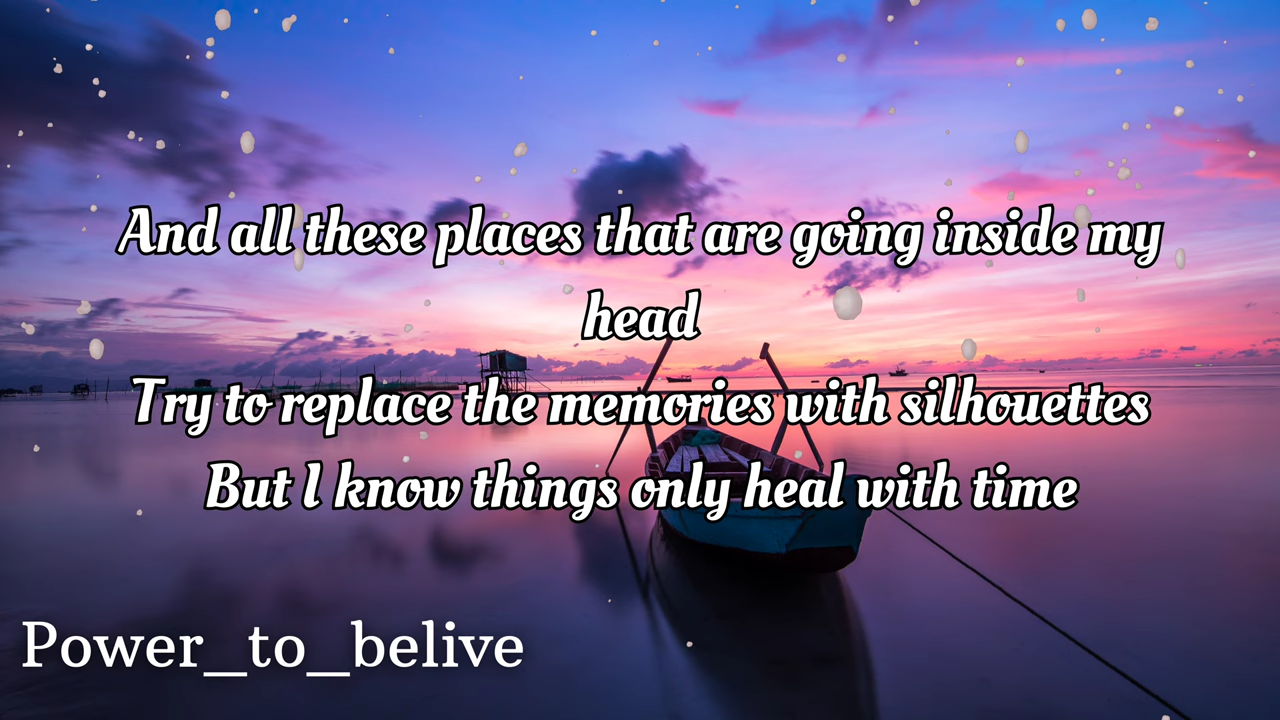 And all these places that are going inside my
head
Try to replace the memories with silhouettes
But I know things only heal with time
Power_to_belive